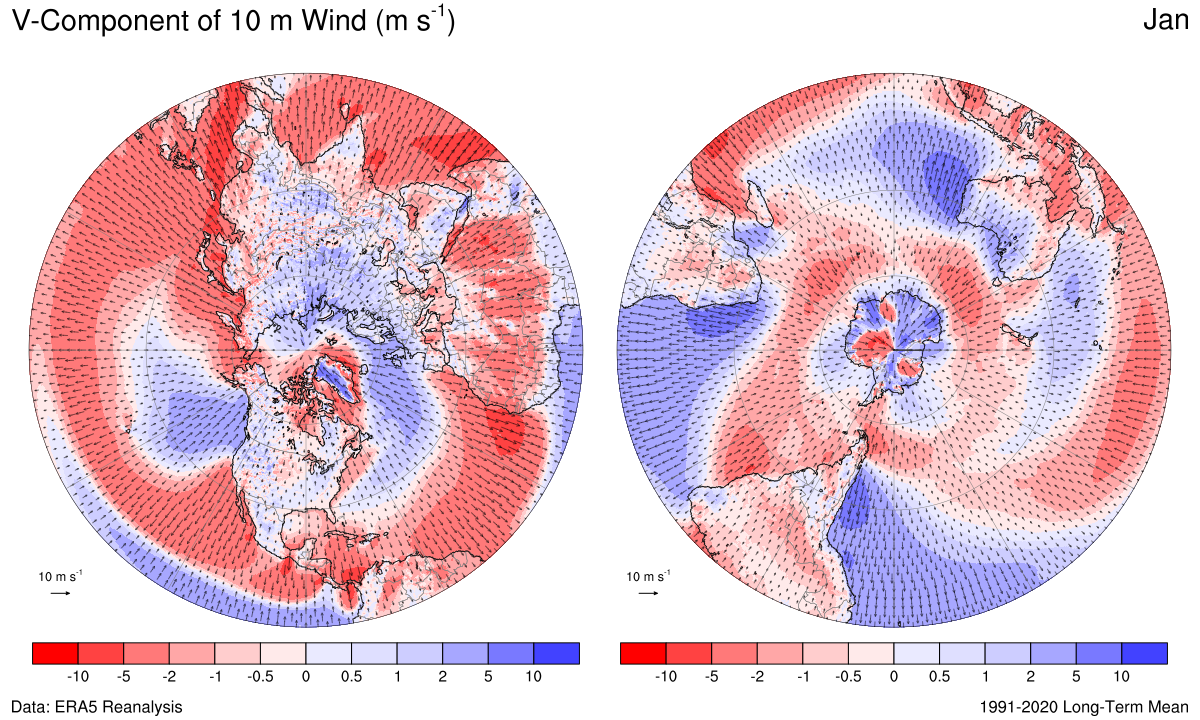 V-Component of 10 m Wind (m s-1)
Jan
10 m s-1
10 m s-1
-10 -5 -2 -1 -0.5 0 0.5 1 2 5 10
-10 -5 -2 -1 -0.5 0 0.5 1 2 5 10
Data: ERA5 Reanalysis
1991-2020 Long-Term Mean